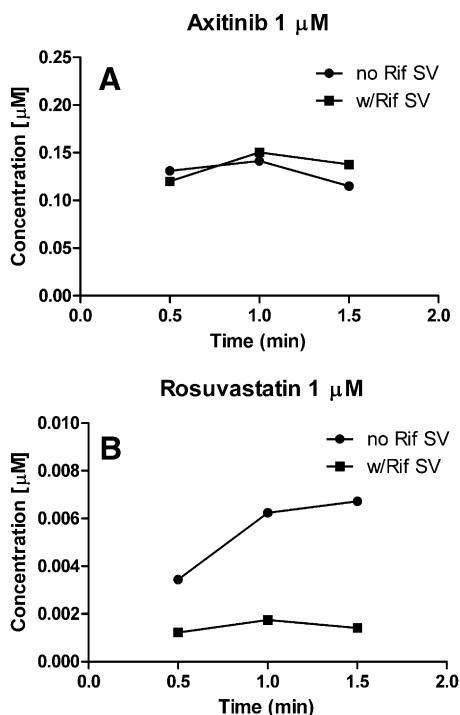 Axitinib 1 μM
A
no Rif SV
w/Rif SV
Concentration [μM]
0.25
0.20
0.15
0.10
0.05
0.00
0.0 0.5 1.0 1.5 2.0
Time (min)
Rosuvastatin 1 μM
B
no Rif SV
w/Rif SV
Concentration [μM]
0.010
0.008
0.006
0.004
0.002
0.000
0.0 0.5 1.0 1.5 2.0
Time (min)